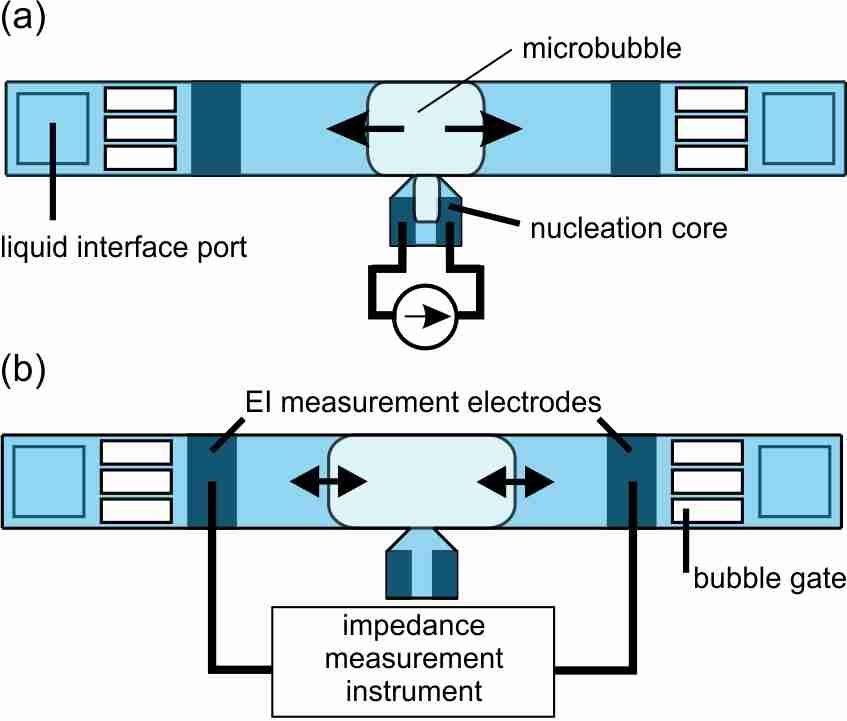 (a)
microbubble
liquid interface port
nucleation core
(b)
EI measurement electrodes
bubble gate
impedance
measurement
instrument